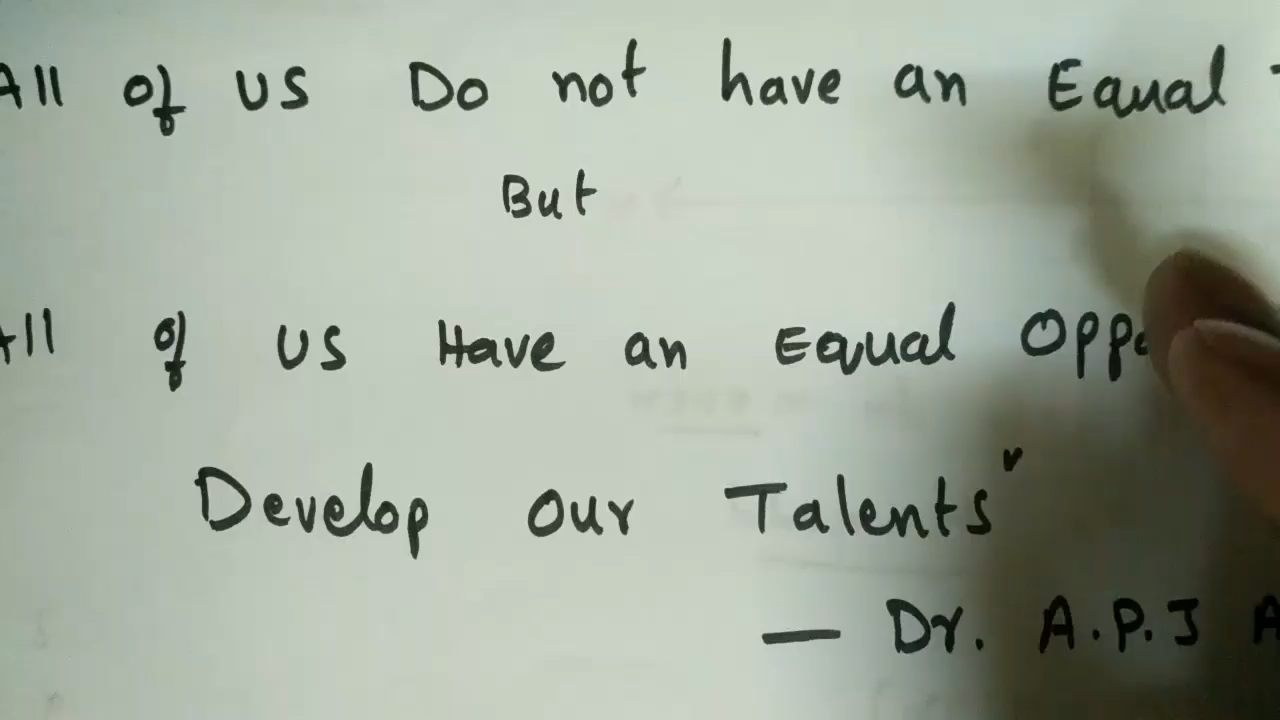 All of us Do not have an Equal
But
All of us Have an Equal
Develop our Talents"
— Dr. A.P.J